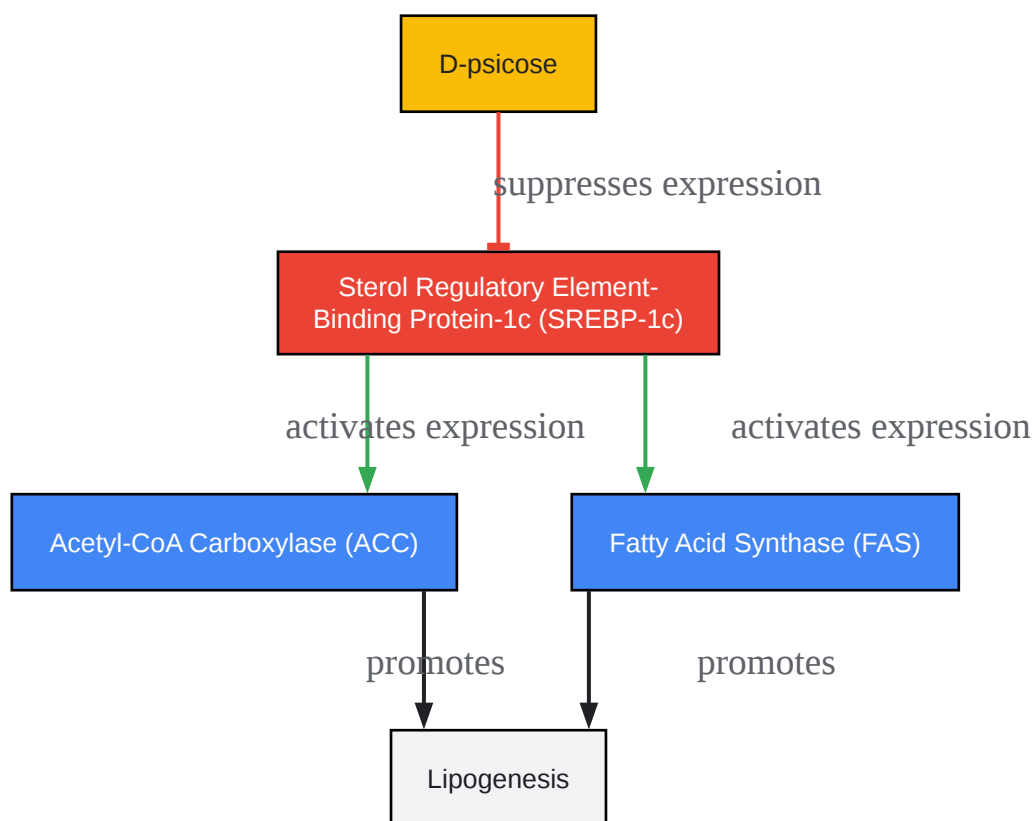 D-psicose
suppresses expression
Sterol Regulatory Element-
Binding Protein-1c (SREBP-1c)
activates expression
activates expression
Acetyl-CoA Carboxylase (ACC)
Fatty Acid Synthase (FAS)
promotes
promotes
Lipogenesis